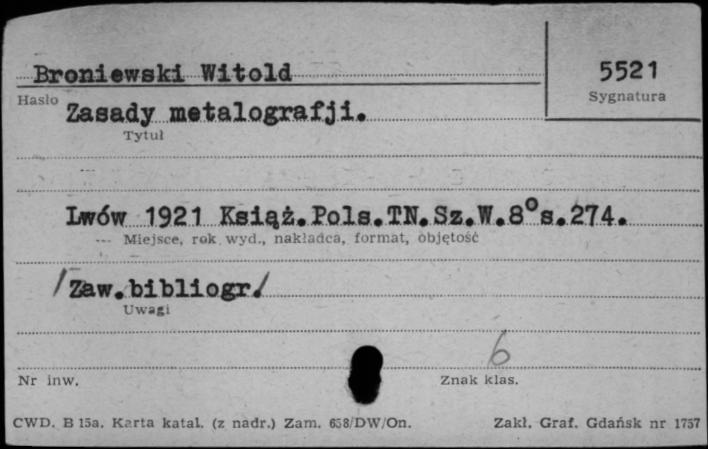 Broniewski Witold
5521
Hasło
Sygnatura
Zasady metalografji.
Tytuł
Lwów 1921 Książ.Pols.TN.Sz.W.8°s.274.
Miejsce, rok wyd., nakładca, format, objętość
/Zaw.bibliogr./
Uwagi
6
Nr inw.
Znak klas.
CWD. B 15a. Karta katal. (z nadr.) Zam. 658/DW/On.
Zakł. Graf. Gdańsk nr 1757